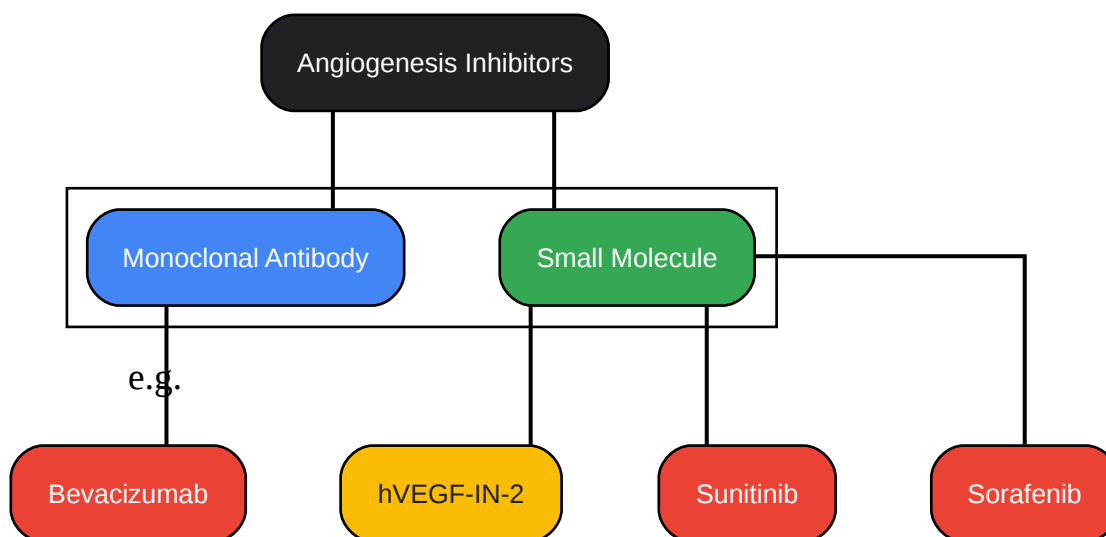 Angiogenesis Inhibitors
Monoclonal Antibody
Small Molecule
e.g.
Bevacizumab
hVEGF-IN-2
Sunitinib
Sorafenib